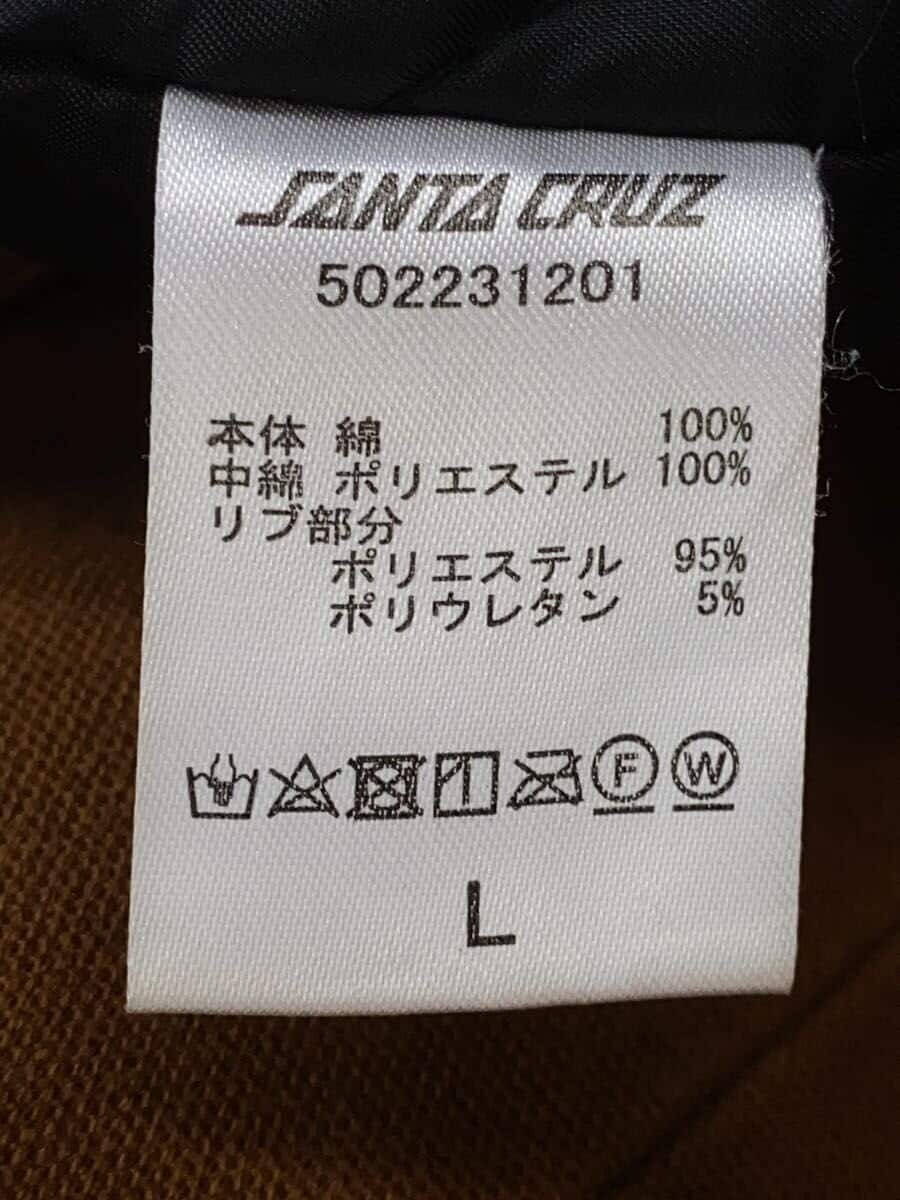 SANTA CRUZ
502231201
本体 綿 100%
中綿 ポリエステル 100%
リブ部分
ポリエステル 95%
ポリウレタン 5%
F W
L